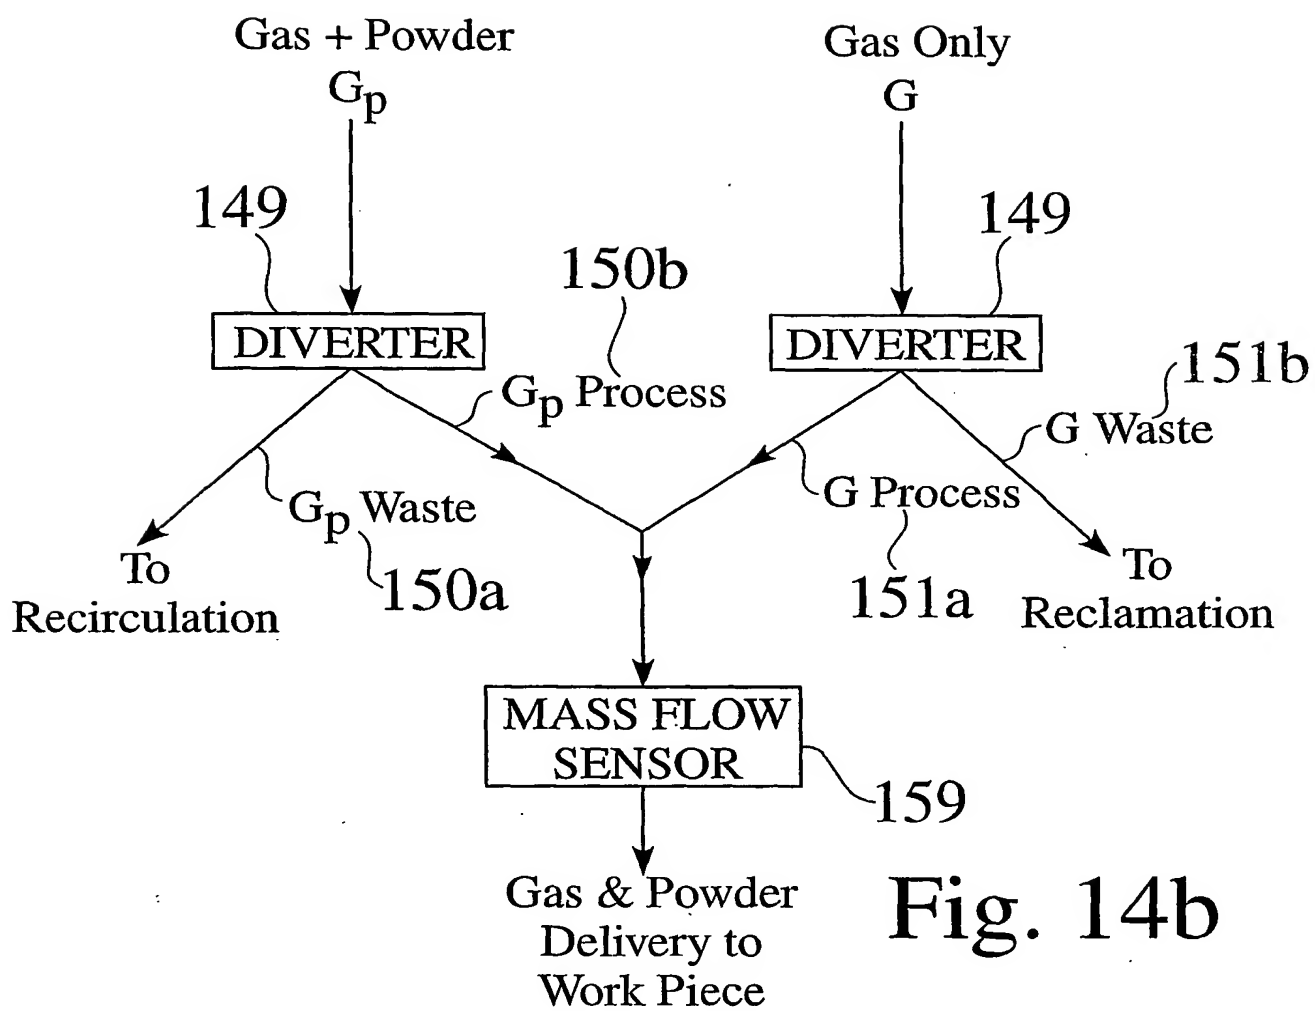 Gas + Powder
Gp
Gas Only
G
149
149
150b
DIVERTER
DIVERTER
151b
Gp Process
G Waste
Gp Waste
G Process
To
Recirculation
150a
151a
To
Reclamation
MASS FLOW
SENSOR
159
Gas & Powder
Delivery to
Work Piece
Fig. 14b